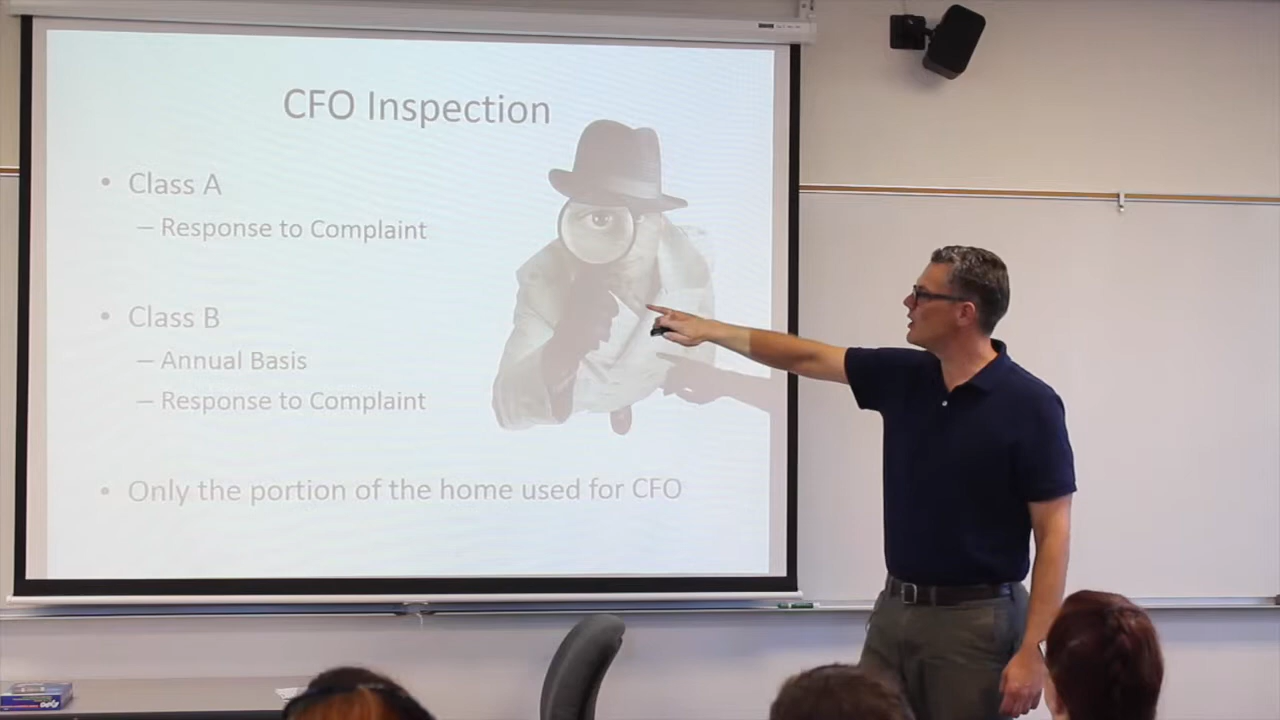 CFO Inspection
• Class A
– Response to Complaint
• Class B
– Annual Basis
– Response to Complaint
• Only the portion of the home used for CFO